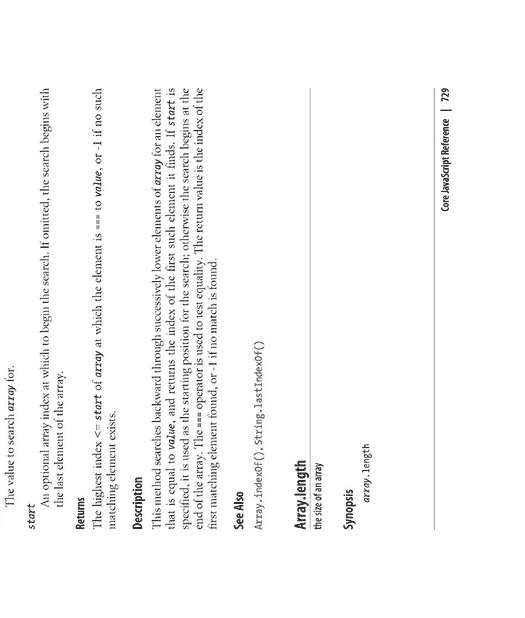 The value to search array for.
start
An optional array index at which to begin the search. If omitted, the search begins with
the last element of the array.
Returns
The highest index <= start of array at which the element is === to value, or -1 if no such
matching element exists.
Description
This method searches backward through successively lower elements of array for an element
that is equal to value, and returns the index of the first such element it finds. If start is
specified, it is used as the starting position for the search; otherwise the search begins at the
end of the array. The === operator is used to test equality. The return value is the index of the
first matching element found, or -1 if no match is found.
See Also
Array.indexOf(), String.lastIndexOf()
Array.length
the size of an array
Synopsis
array.length
Core JavaScript Reference | 729